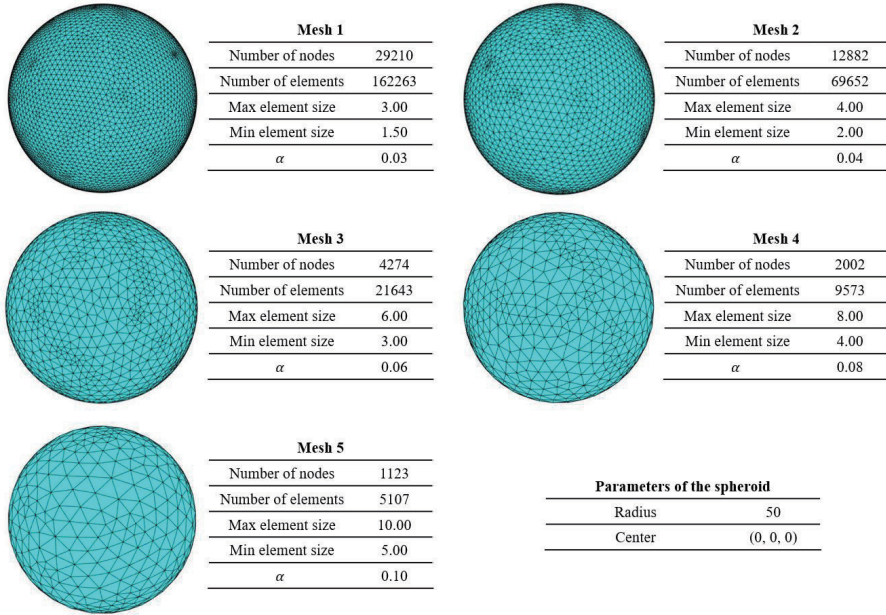 Mesh 1
Number of nodes 29210
Number of elements 162263
Max element size 3.00
Min element size 1.50
α 0.03
Mesh 2
Number of nodes 12882
Number of elements 69652
Max element size 4.00
Min element size 2.00
α 0.04
Mesh 3
Number of nodes 4274
Number of elements 21643
Max element size 6.00
Min element size 3.00
α 0.06
Mesh 4
Number of nodes 2002
Number of elements 9573
Max element size 8.00
Min element size 4.00
α 0.08
Mesh 5
Number of nodes 1123
Number of elements 5107
Max element size 10.00
Min element size 5.00
α 0.10
Parameters of the spheroid
Radius 50
Center (0, 0, 0)